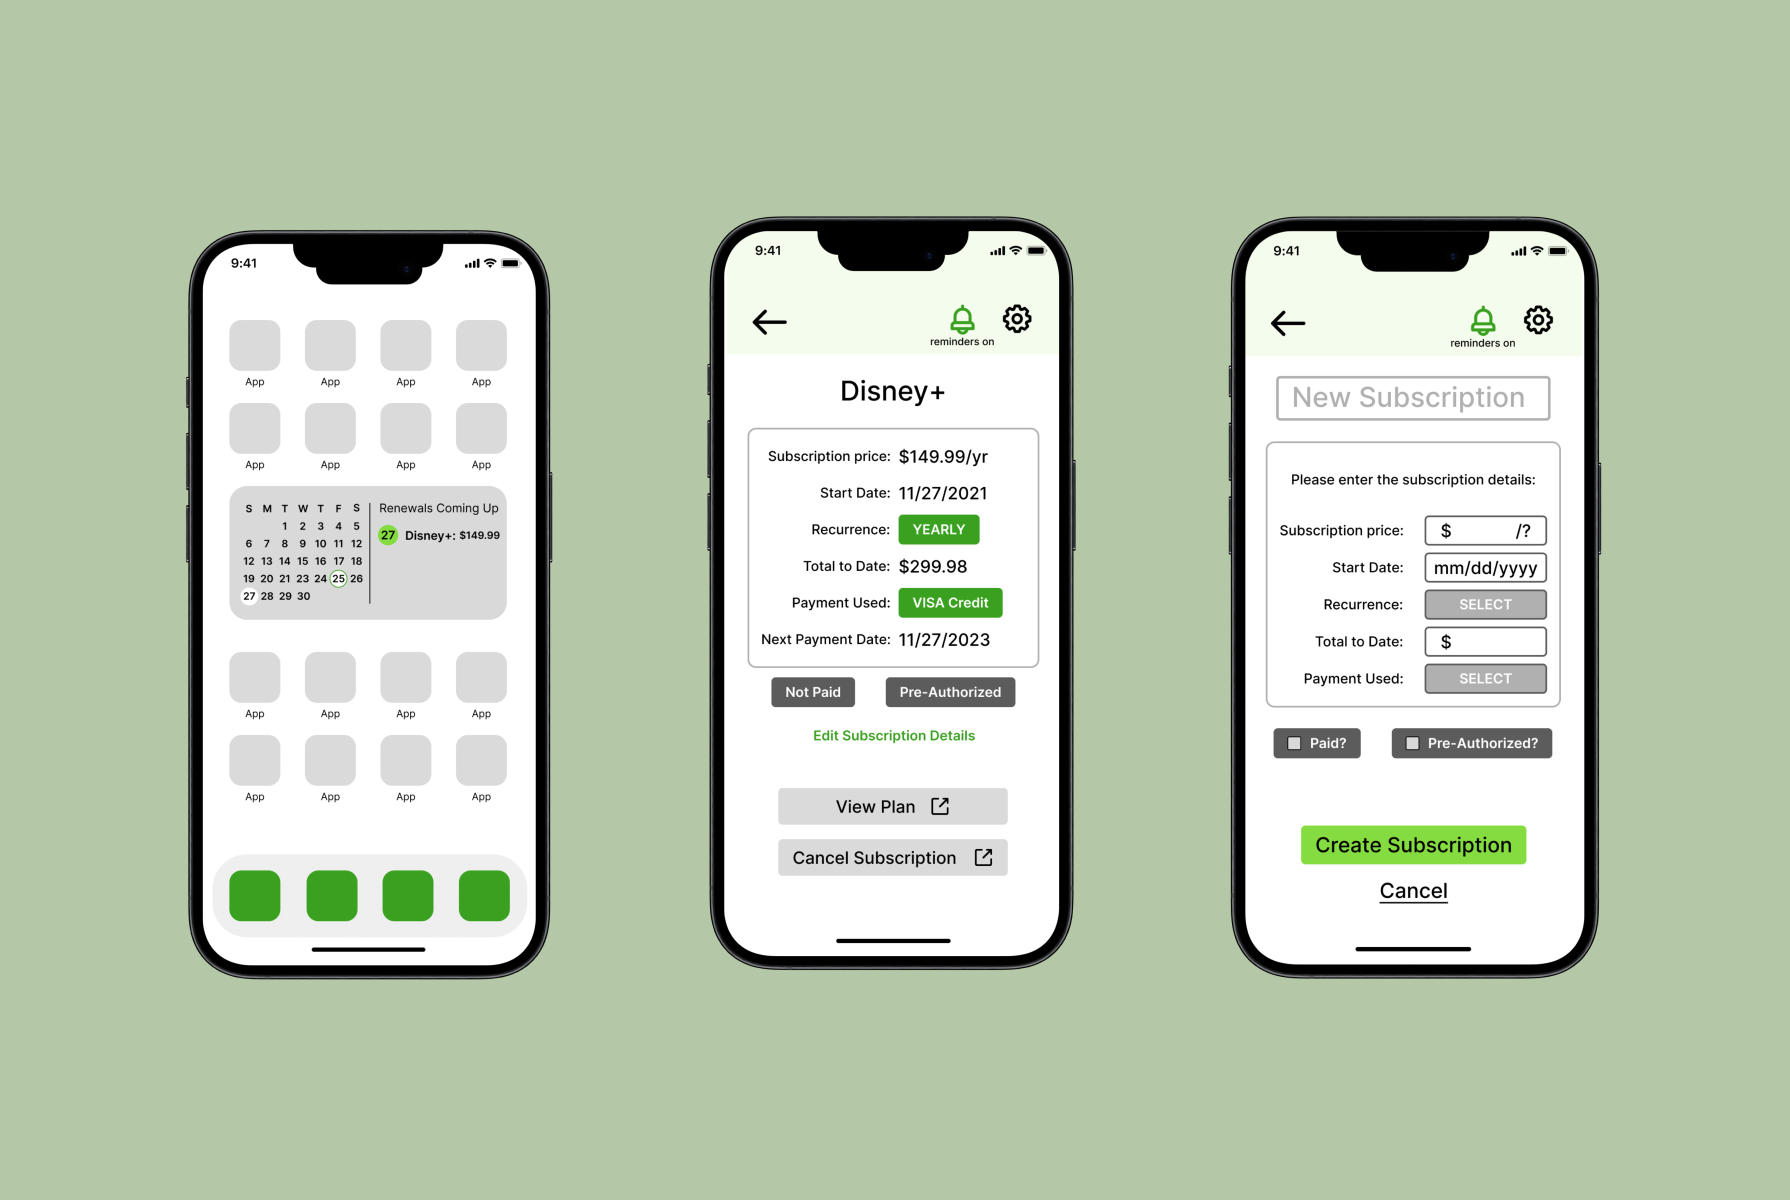 9:41
App App App App
App App App App
S M T W T F S
1 2 3 4 5
6 7 8 9 10 11 12
12 13 14 15 16 17 18
19 20 21 22 23 24 25 26
27 28 29 30
Renewals Coming Up
27 Disney+: $149.99
App App App App
App App App App
9:41
reminders on
Disney+
Subscription price: $149.99/yr
Start Date: 11/27/2021
Recurrence: YEARLY
Total to Date: $299.98
Payment Used: VISA Credit
Next Payment Date: 11/27/2023
Not Paid Pre-Authorized
Edit Subscription Details
View Plan
Cancel Subscription
9:41
reminders on
New Subscription
Please enter the subscription details:
Subscription price: $ /?
Start Date: mm/dd/yyyy
Recurrence: SELECT
Total to Date: $
Payment Used: SELECT
Paid? Pre-Authorized?
Create Subscription
Cancel